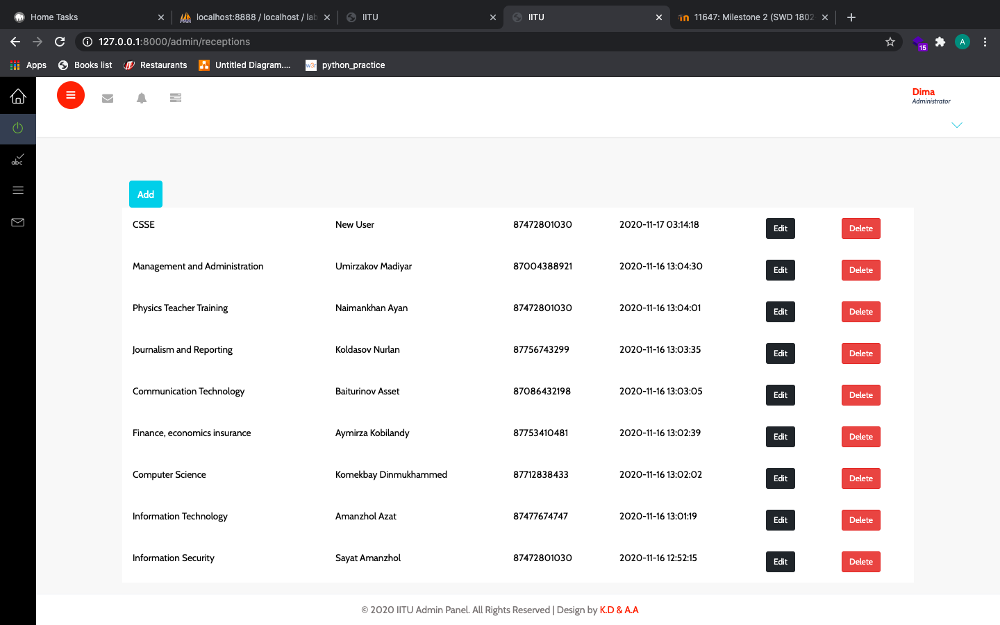 Home Tasks
localhost:8888 / localhost / lab
IITU
IITU
11647: Milestone 2 (SWD 1802
127.0.0.1:8000/admin/receptions
15
A
Apps
Books list
Restaurants
Untitled Diagram....
w3r
python_practice
Dima
Administrator
abc
Add
CSSE New User 87472801030 2020-11-17 03:14:18 Edit Delete
Management and Administration Umirzakov Madiyar 87004388921 2020-11-16 13:04:30 Edit Delete
Physics Teacher Training Naimankhan Ayan 87472801030 2020-11-16 13:04:01 Edit Delete
Journalism and Reporting Koldasov Nurlan 87756743299 2020-11-16 13:03:35 Edit Delete
Communication Technology Baiturinov Asset 87086432198 2020-11-16 13:03:05 Edit Delete
Finance, economics insurance Aymirza Kobilandy 87753410481 2020-11-16 13:02:39 Edit Delete
Computer Science Komekbay Dinmukhammed 87712838433 2020-11-16 13:02:02 Edit Delete
Information Technology Amanzhol Azat 87477674747 2020-11-16 13:01:19 Edit Delete
Information Security Sayat Amanzhol 87472801030 2020-11-16 12:52:15 Edit Delete
© 2020 IITU Admin Panel. All Rights Reserved | Design by K.D & A.A